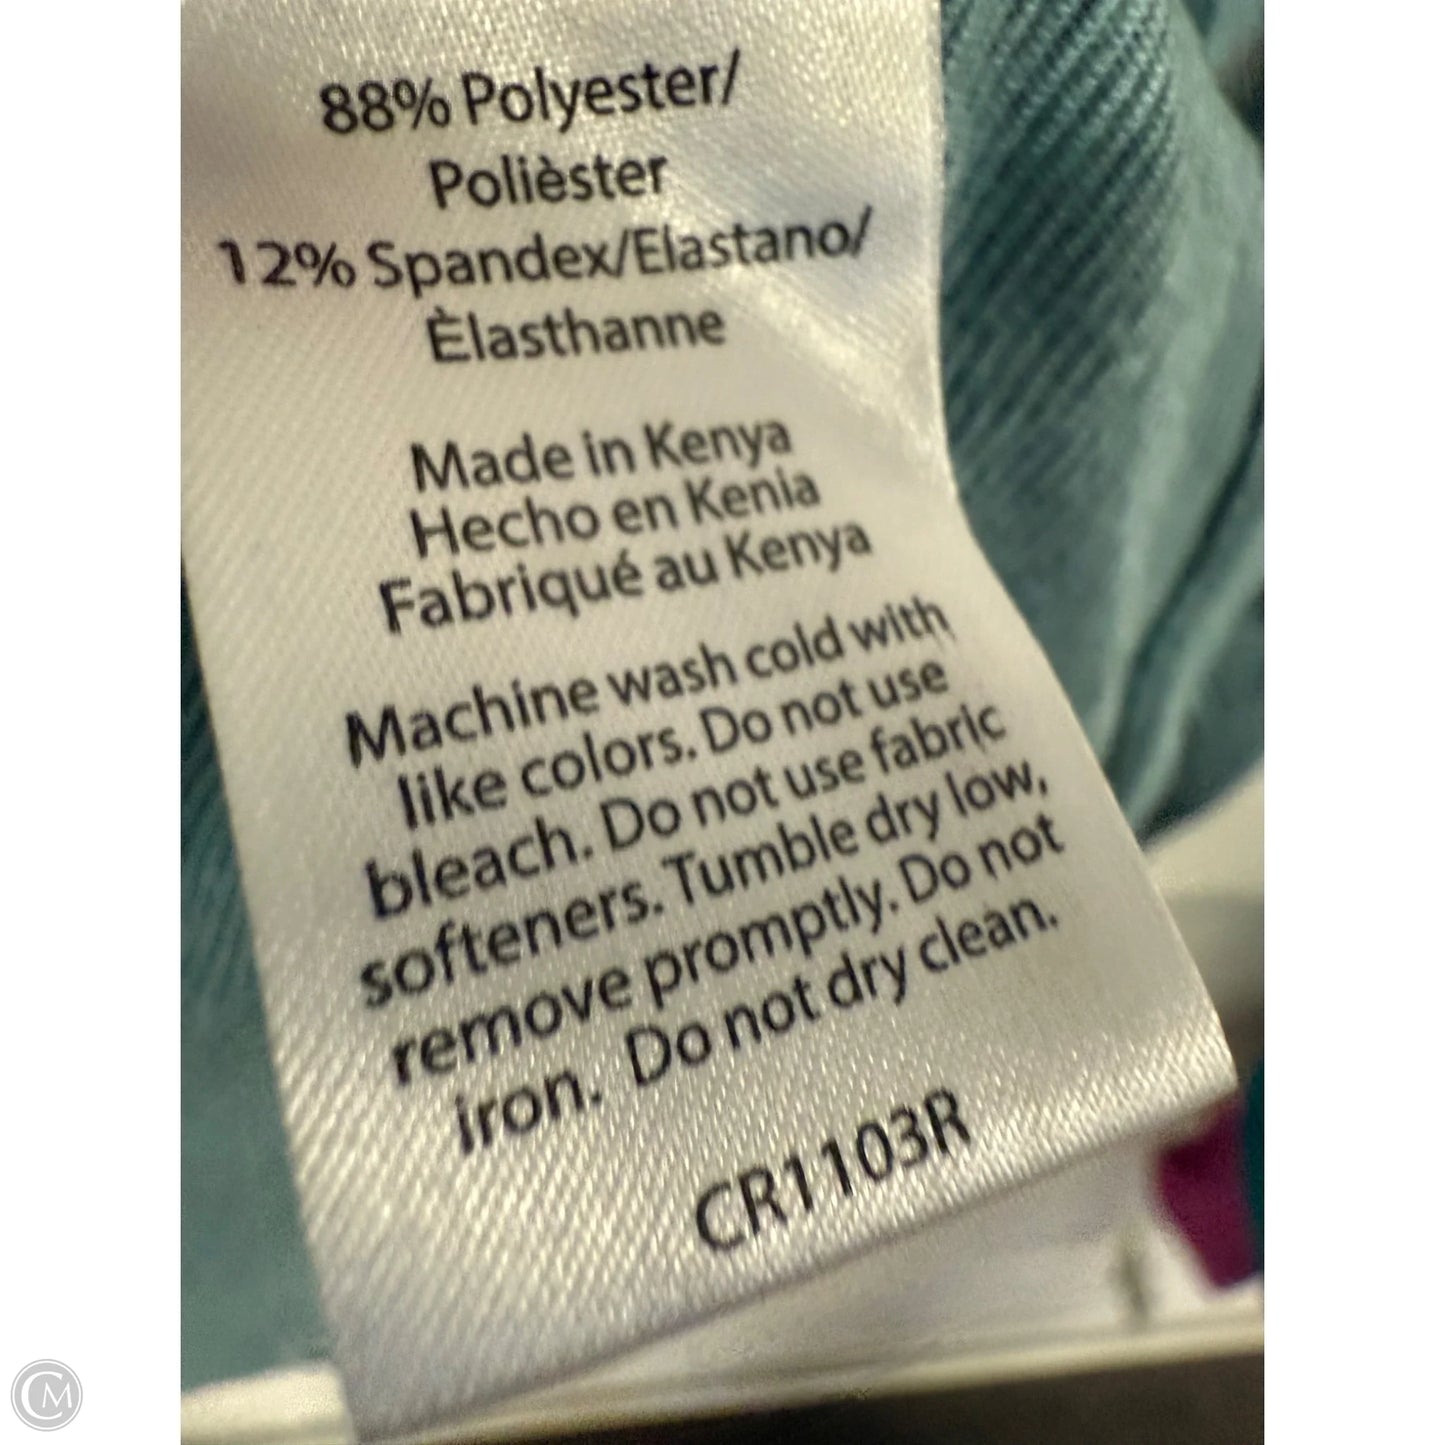 88% Polyester/
Polièster
12% Spandex/Elastano/
Èlasthanne
Made in Kenya
Hecho en Kenia
Fabriqué au Kenya
Machine wash cold with
like colors. Do not use
bleach. Do not use fabric
softeners. Tumble dry low,
remove promptly. Do not
iron. Do not dry clean.
CR1103R
CM